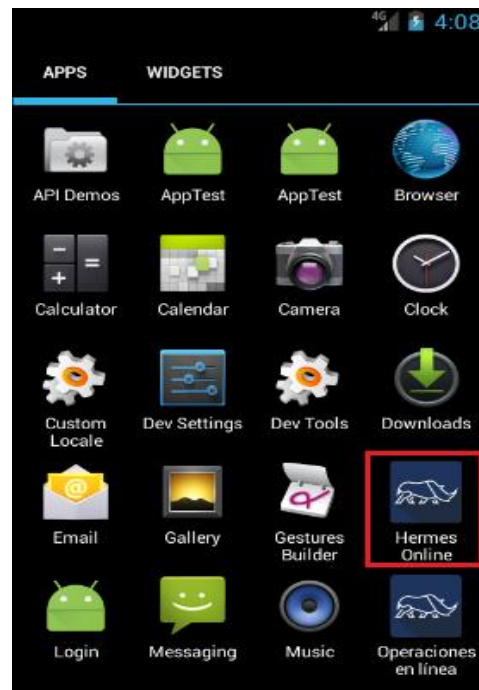 4G 4:08
APPS WIDGETS
API Demos AppTest AppTest Browser
Calculator Calendar Camera Clock
Custom Locale Dev Settings Dev Tools Downloads
Email Gallery Gestures Builder Hermes Online
Login Messaging Music Operaciones en línea